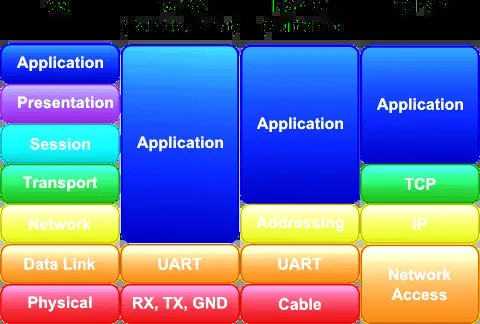 Application
Presentation
Session
Transport
Network
Data Link
Physical
Application
UART
RX, TX, GND
Application
Addressing
UART
Cable
Application
TCP
IP
Network
Access